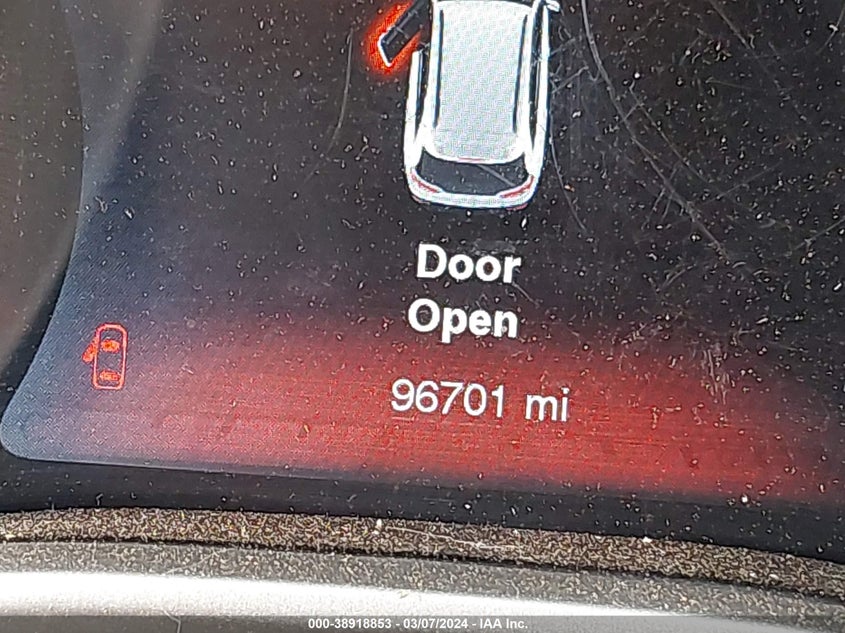 Door
Open
96701 mi
000-38918853 - 03/07/2024 - IAA Inc.